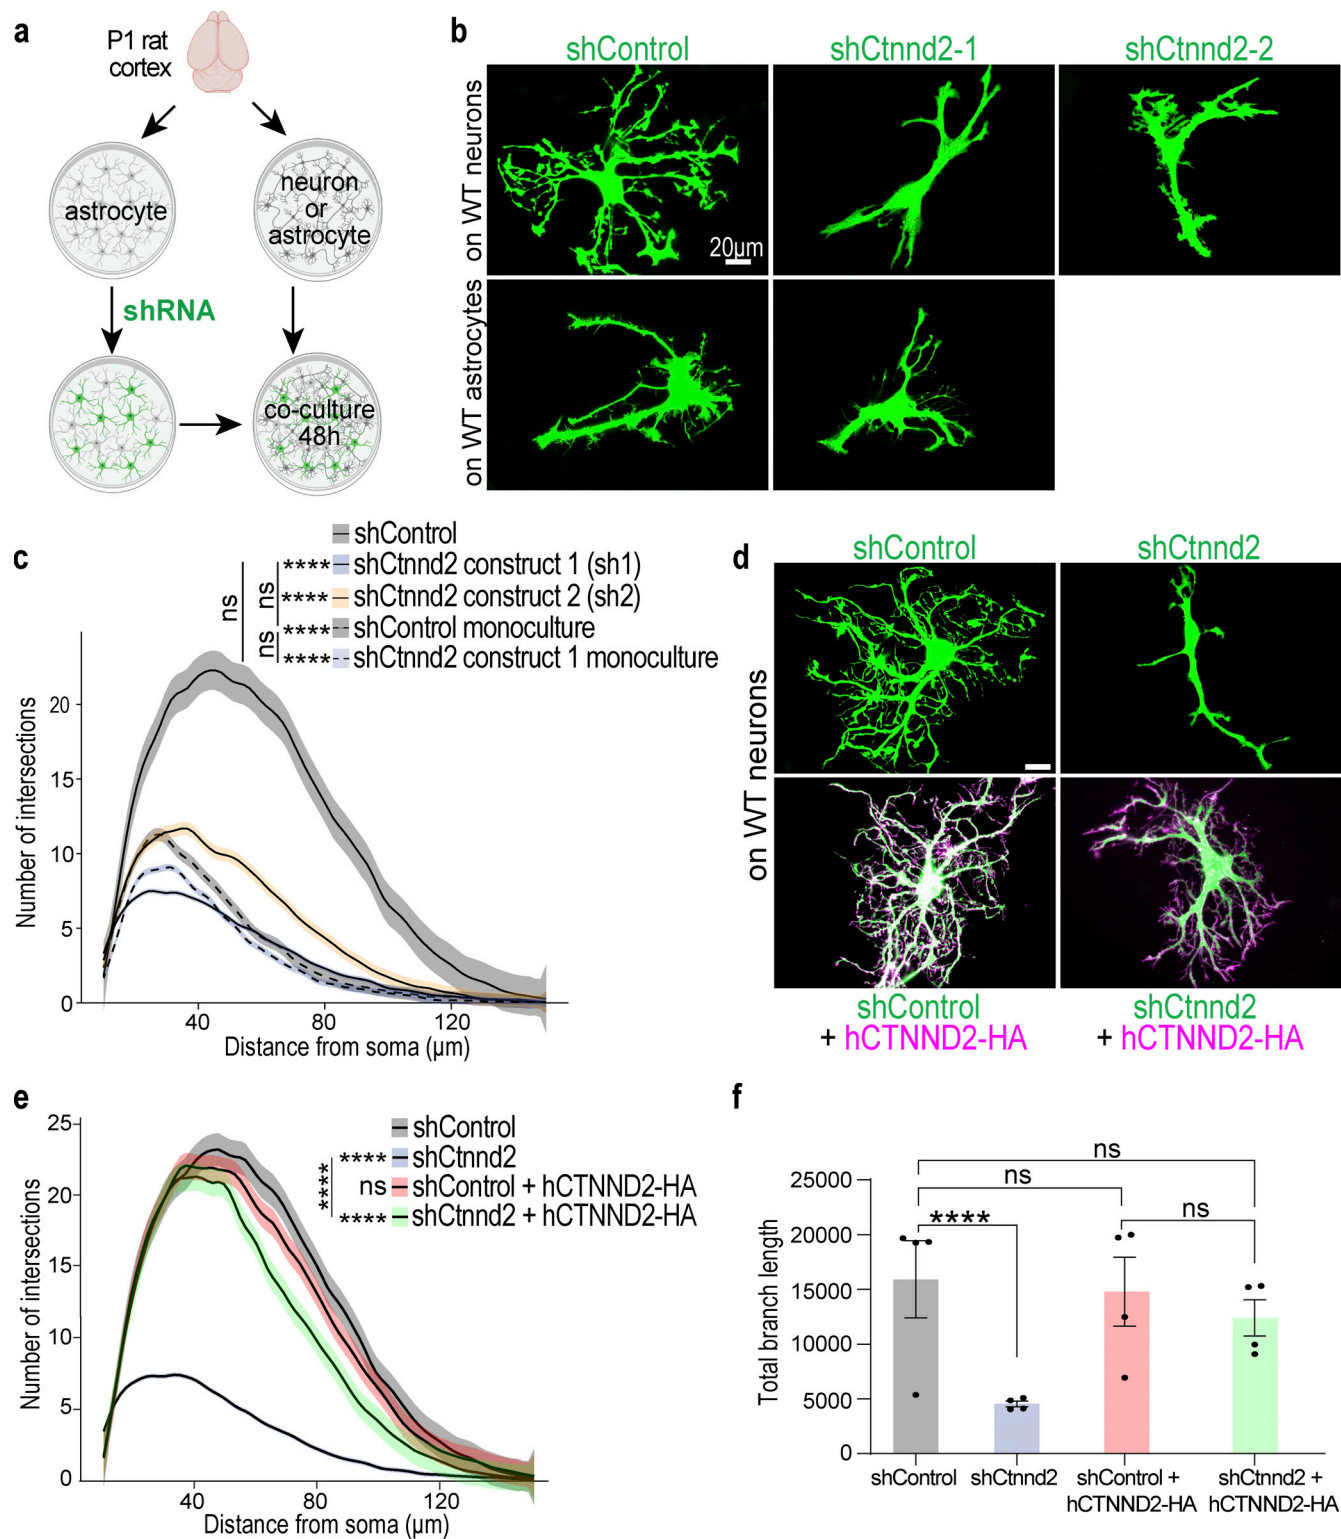 a
P1 rat
cortex
astrocyte
neuron
or
astrocyte
shRNA
co-culture
48h
b
shControl
shCtnnd2-1
shCtnnd2-2
on WT neurons
20µm
on WT astrocytes
c
shControl
**** shCtnnd2 construct 1 (sh1)
**** shCtnnd2 construct 2 (sh2)
**** shControl monoculture
**** shCtnnd2 construct 1 monoculture
ns
ns
ns
Number of intersections
20
15
10
5
0
40
80
120
Distance from soma (µm)
d
shControl
shCtnnd2
on WT neurons
shControl
+ hCTNND2-HA
shCtnnd2
+ hCTNND2-HA
e
shControl
**** shCtnnd2
ns shControl + hCTNND2-HA
**** shCtnnd2 + hCTNND2-HA
****
Number of intersections
25
20
15
10
5
0
40
80
120
Distance from soma (µm)
f
ns
ns
ns
****
Total branch length
25000
20000
15000
10000
5000
0
shControl
shCtnnd2
shControl +
hCTNND2-HA
shCtnnd2 +
hCTNND2-HA